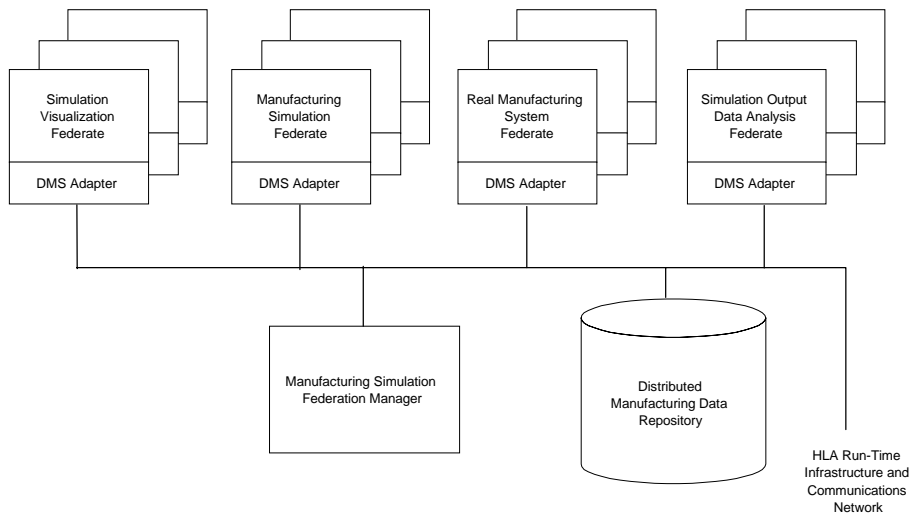 Simulation
Visualization
Federate
DMS Adapter
Manufacturing
Simulation
Federate
DMS Adapter
Real Manufacturing
System
Federate
DMS Adapter
Simulation Output
Data Analysis
Federate
DMS Adapter
Manufacturing Simulation
Federation Manager
Distributed
Manufacturing Data
Repository
HLA Run-Time
Infrastructure and
Communications
Network